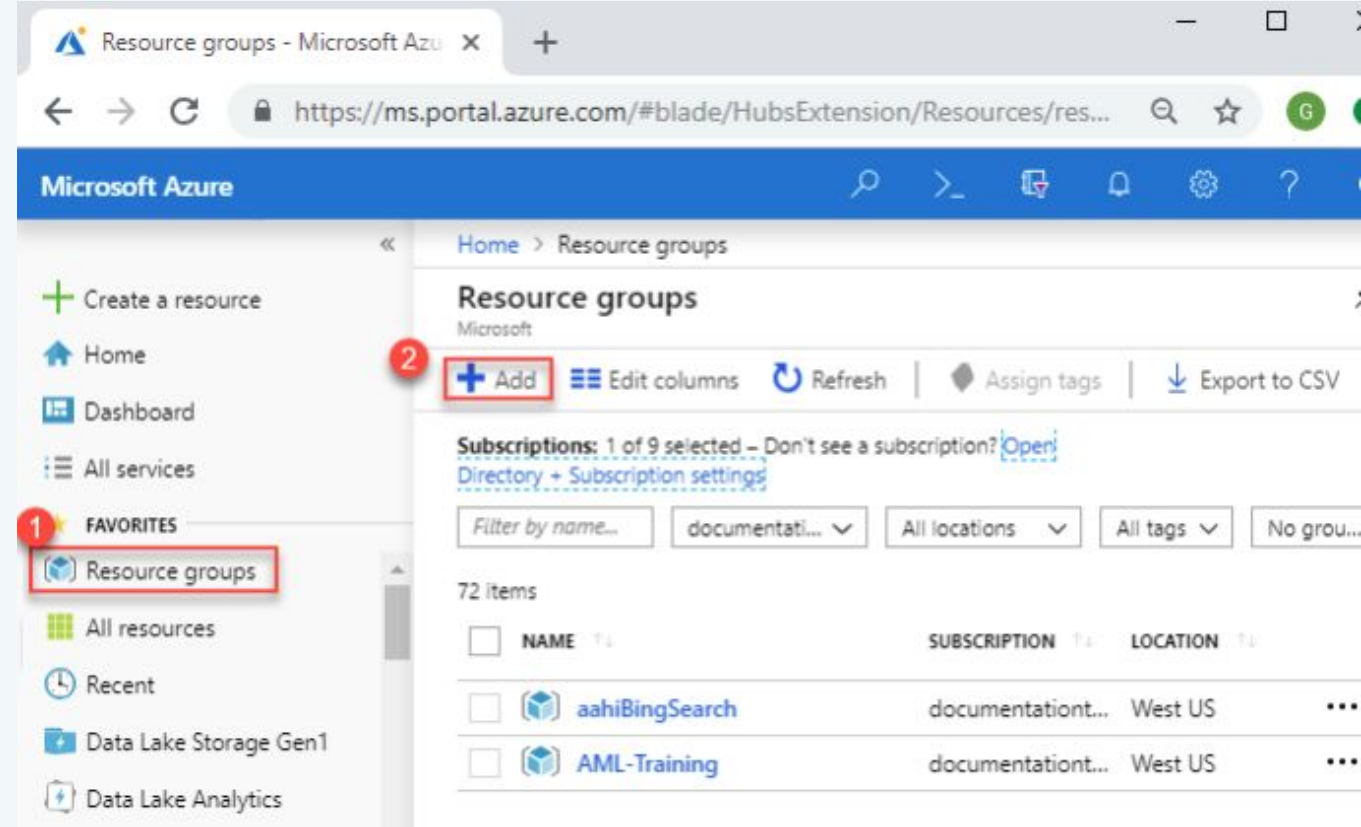 Resource groups - Microsoft Azu
https://ms.portal.azure.com/#blade/HubsExtension/Resources/res...
G
Microsoft Azure
Home > Resource groups
Create a resource
Home
Dashboard
All services
FAVORITES
1
Resource groups
All resources
Recent
Data Lake Storage Gen1
Data Lake Analytics
Resource groups
Microsoft
2
Add Edit columns Refresh Assign tags Export to CSV
Subscriptions: 1 of 9 selected – Don't see a subscription? Open
Directory + Subscription settings
Filter by name... documentati... All locations All tags No grou...
72 items
NAME SUBSCRIPTION LOCATION
aahiBingSearch documentationt... West US
AML-Training documentationt... West US